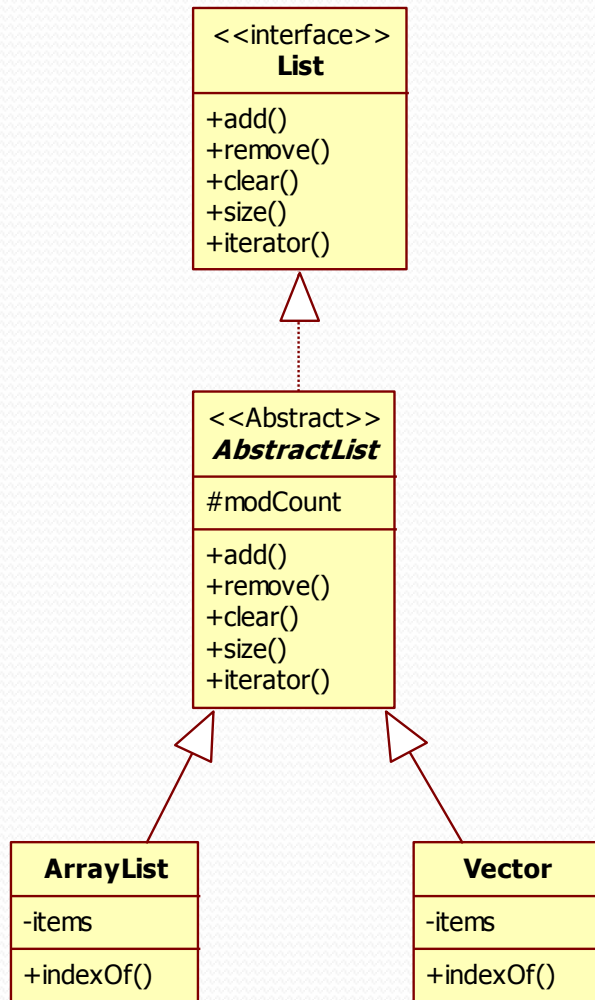 <<interface>>
List
+add()
+remove()
+clear()
+size()
+iterator()
<<Abstract>>
AbstractList
#modCount
+add()
+remove()
+clear()
+size()
+iterator()
ArrayList
-items
+indexOf()
Vector
-items
+indexOf()